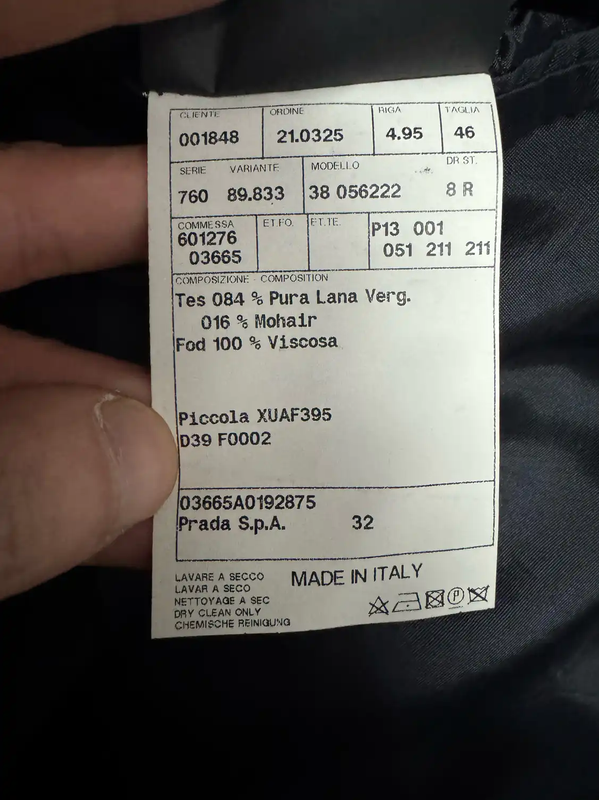 CLIENTE ORDINE RIGA TAGLIA
001848 21.0325 4.95 46
SERIE VARIANTE MODELLO DR ST.
760 89.833 38 056222 8 R
COMMESSA ET.FO. ET.TE. P13 001
601276 051 211 211
03665
COMPOSIZIONE - COMPOSITION
Tes 084 % Pura Lana Verg.
016 % Mohair
Fod 100 % Viscosa
Piccola XUAF395
D39 F0002
03665A0192875
Prada S.p.A. 32
LAVARE A SECCO MADE IN ITALY
LAVAR A SECO
NETTOYAGE A SEC
DRY CLEAN ONLY
CHEMISCHE REINIGUNG
P